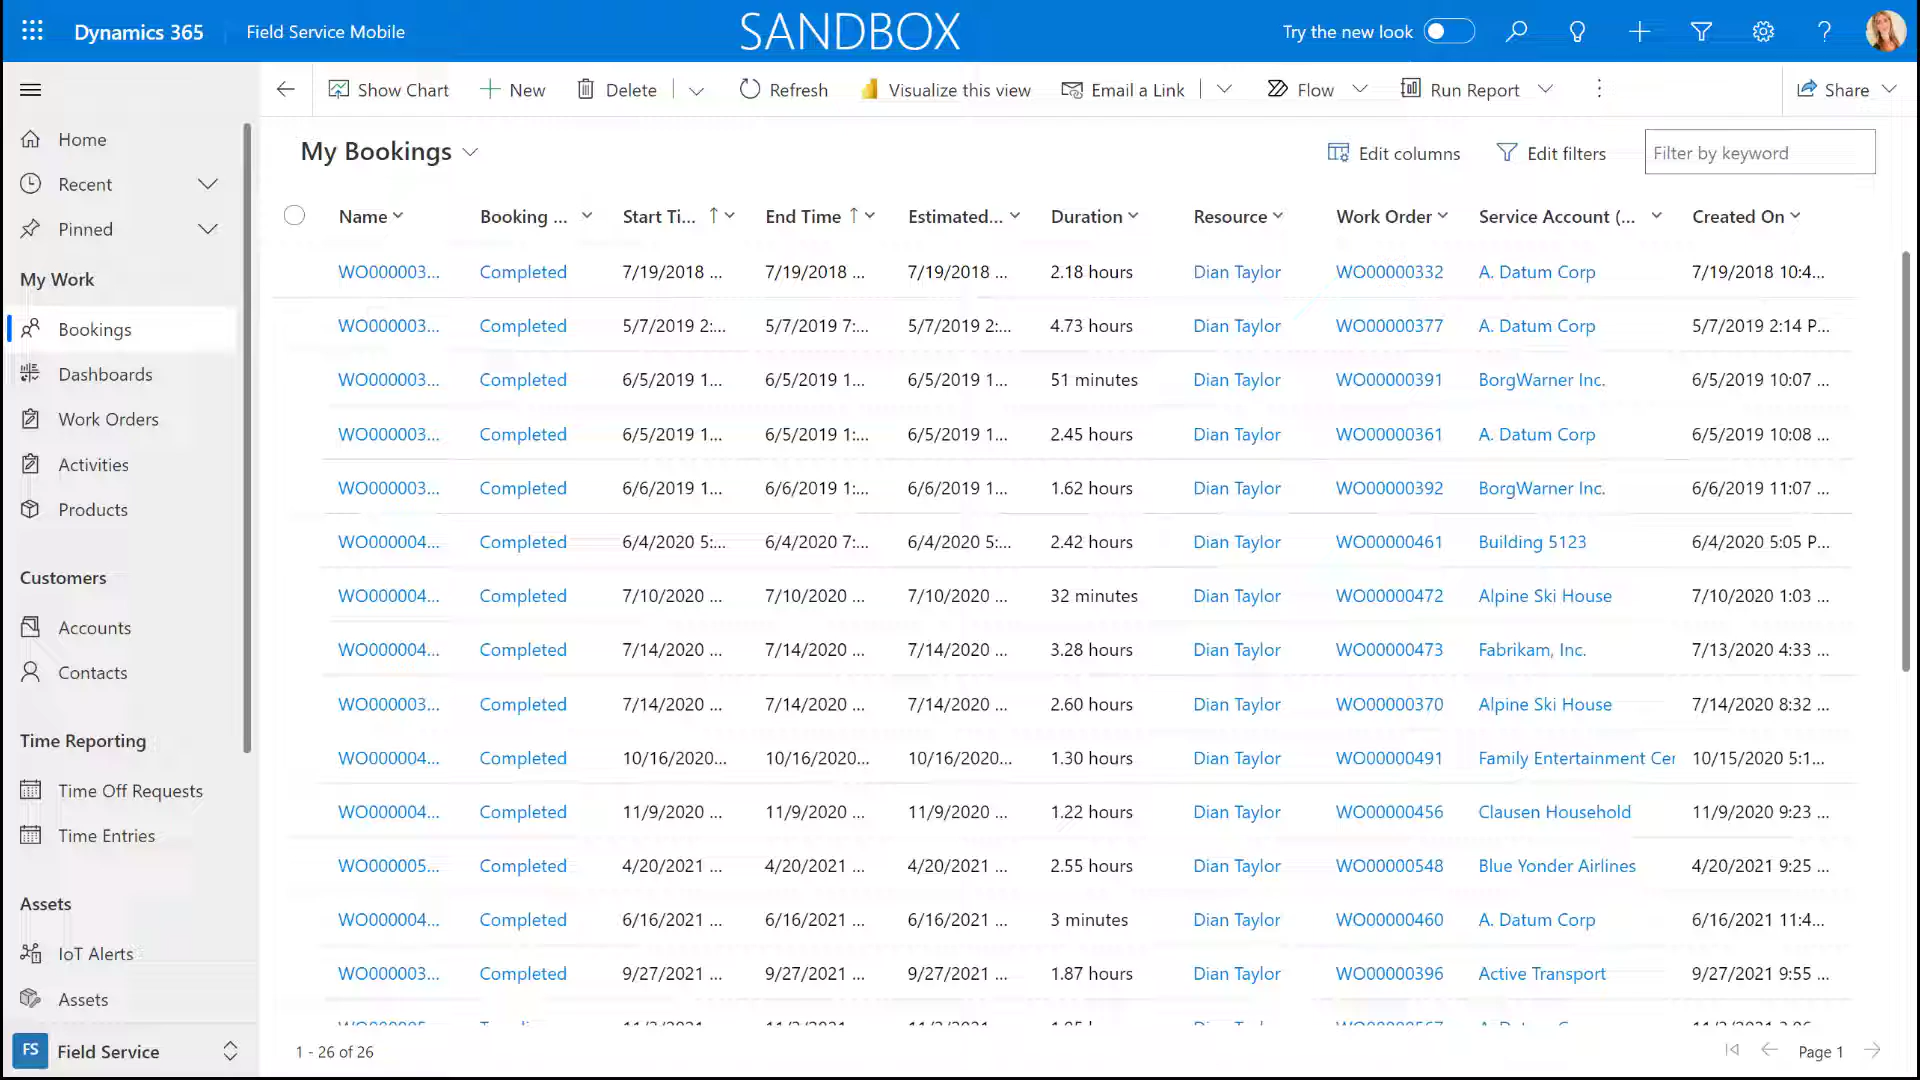 Dynamics 365 Field Service Mobile SANDBOX Try the new look
Show Chart New Delete Refresh Visualize this view Email a Link Flow Run Report Share
Home
Recent
Pinned
My Work
Bookings
Dashboards
Work Orders
Activities
Products
Customers
Accounts
Contacts
Time Reporting
Time Off Requests
Time Entries
Assets
IoT Alerts
Assets
FS Field Service
My Bookings Edit columns Edit filters Filter by keyword
Name Booking ... Start Ti... End Time Estimated... Duration Resource Work Order Service Account (... Created On
WO000003... Completed 7/19/2018 ... 7/19/2018 ... 7/19/2018 ... 2.18 hours Dian Taylor WO00000332 A. Datum Corp 7/19/2018 10:4...
WO000003... Completed 5/7/2019 2:... 5/7/2019 7:... 5/7/2019 2:... 4.73 hours Dian Taylor WO00000377 A. Datum Corp 5/7/2019 2:14 P...
WO000003... Completed 6/5/2019 1... 6/5/2019 1... 6/5/2019 1... 51 minutes Dian Taylor WO00000391 BorgWarner Inc. 6/5/2019 10:07 ...
WO000003... Completed 6/5/2019 1... 6/5/2019 1:... 6/5/2019 1... 2.45 hours Dian Taylor WO00000361 A. Datum Corp 6/5/2019 10:08 ...
WO000003... Completed 6/6/2019 1... 6/6/2019 1:... 6/6/2019 1... 1.62 hours Dian Taylor WO00000392 BorgWarner Inc. 6/6/2019 11:07 ...
WO000004... Completed 6/4/2020 5:... 6/4/2020 7:... 6/4/2020 5:... 2.42 hours Dian Taylor WO00000461 Building 5123 6/4/2020 5:05 P...
WO000004... Completed 7/10/2020 ... 7/10/2020 ... 7/10/2020 ... 32 minutes Dian Taylor WO00000472 Alpine Ski House 7/10/2020 1:03 ...
WO000004... Completed 7/14/2020 ... 7/14/2020 ... 7/14/2020 ... 3.28 hours Dian Taylor WO00000473 Fabrikam, Inc. 7/13/2020 4:33 ...
WO000003... Completed 7/14/2020 ... 7/14/2020 ... 7/14/2020 ... 2.60 hours Dian Taylor WO00000370 Alpine Ski House 7/14/2020 8:32 ...
WO000004... Completed 10/16/2020... 10/16/2020... 10/16/2020... 1.30 hours Dian Taylor WO00000491 Family Entertainment Cer 10/15/2020 5:1...
WO000004... Completed 11/9/2020 ... 11/9/2020 ... 11/9/2020 ... 1.22 hours Dian Taylor WO00000456 Clausen Household 11/9/2020 9:23 ...
WO000005... Completed 4/20/2021 ... 4/20/2021 ... 4/20/2021 ... 2.55 hours Dian Taylor WO00000548 Blue Yonder Airlines 4/20/2021 9:25 ...
WO000004... Completed 6/16/2021 ... 6/16/2021 ... 6/16/2021 ... 3 minutes Dian Taylor WO00000460 A. Datum Corp 6/16/2021 11:4...
WO000003... Completed 9/27/2021 ... 9/27/2021 ... 9/27/2021 ... 1.87 hours Dian Taylor WO00000396 Active Transport 9/27/2021 9:55 ...
1 - 26 of 26 Page 1